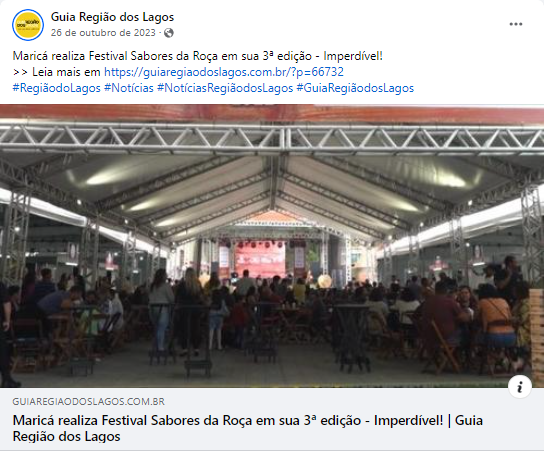 Guia Região dos Lagos
26 de outubro de 2023 ·
Maricá realiza Festival Sabores da Roça em sua 3ª edição - Imperdível!
>> Leia mais em https://guiaregiaodoslagos.com.br/?p=66732
#RegiãodoLagos #Notícias #NotíciasRegiãodosLagos #GuiaRegiãodosLagos
GUIAREGIAODOSLAGOS.COM.BR
Maricá realiza Festival Sabores da Roça em sua 3ª edição - Imperdível! | Guia
Região dos Lagos